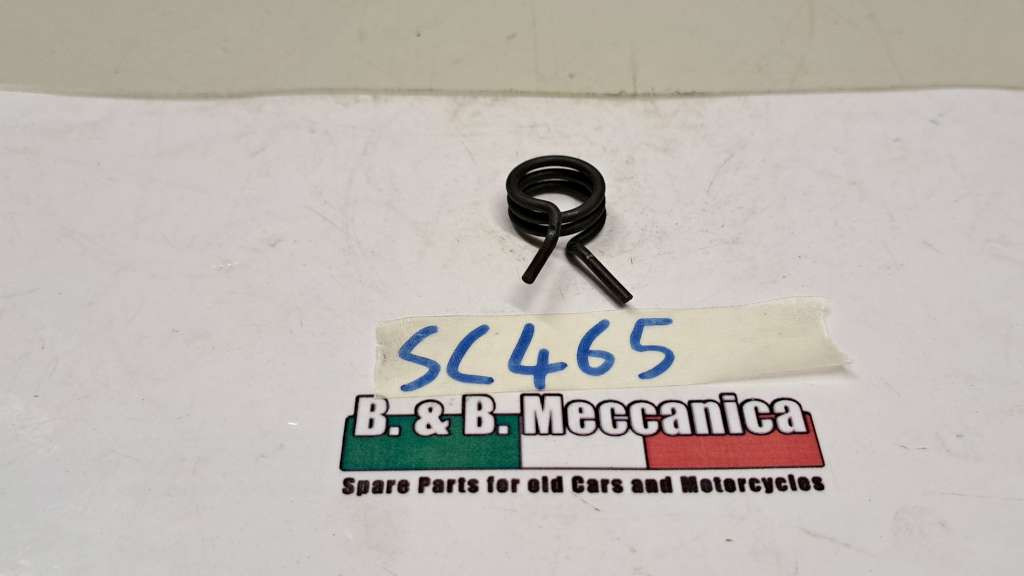 SC465
B. & B. Meccanica
Spare Parts for old Cars and Motorcycles